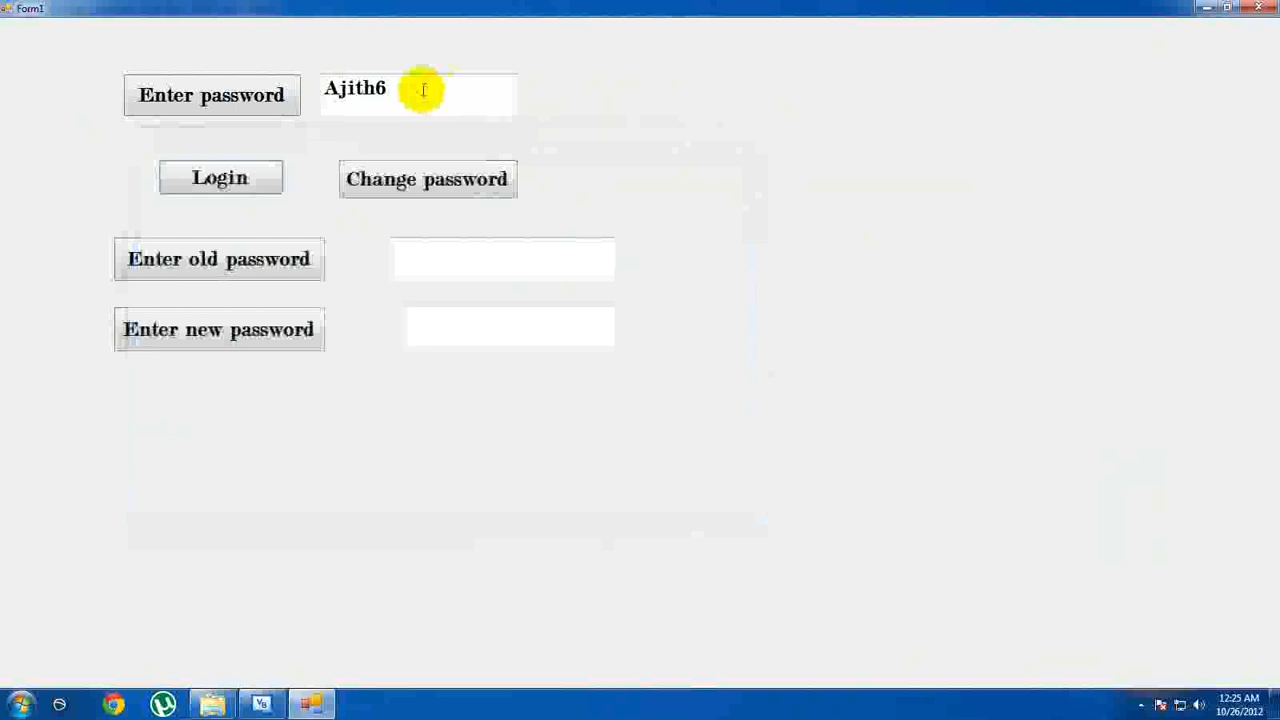 Form1
Enter password
Ajith6
Login
Change password
Enter old password
Enter new password
12:25 AM
10/26/2012